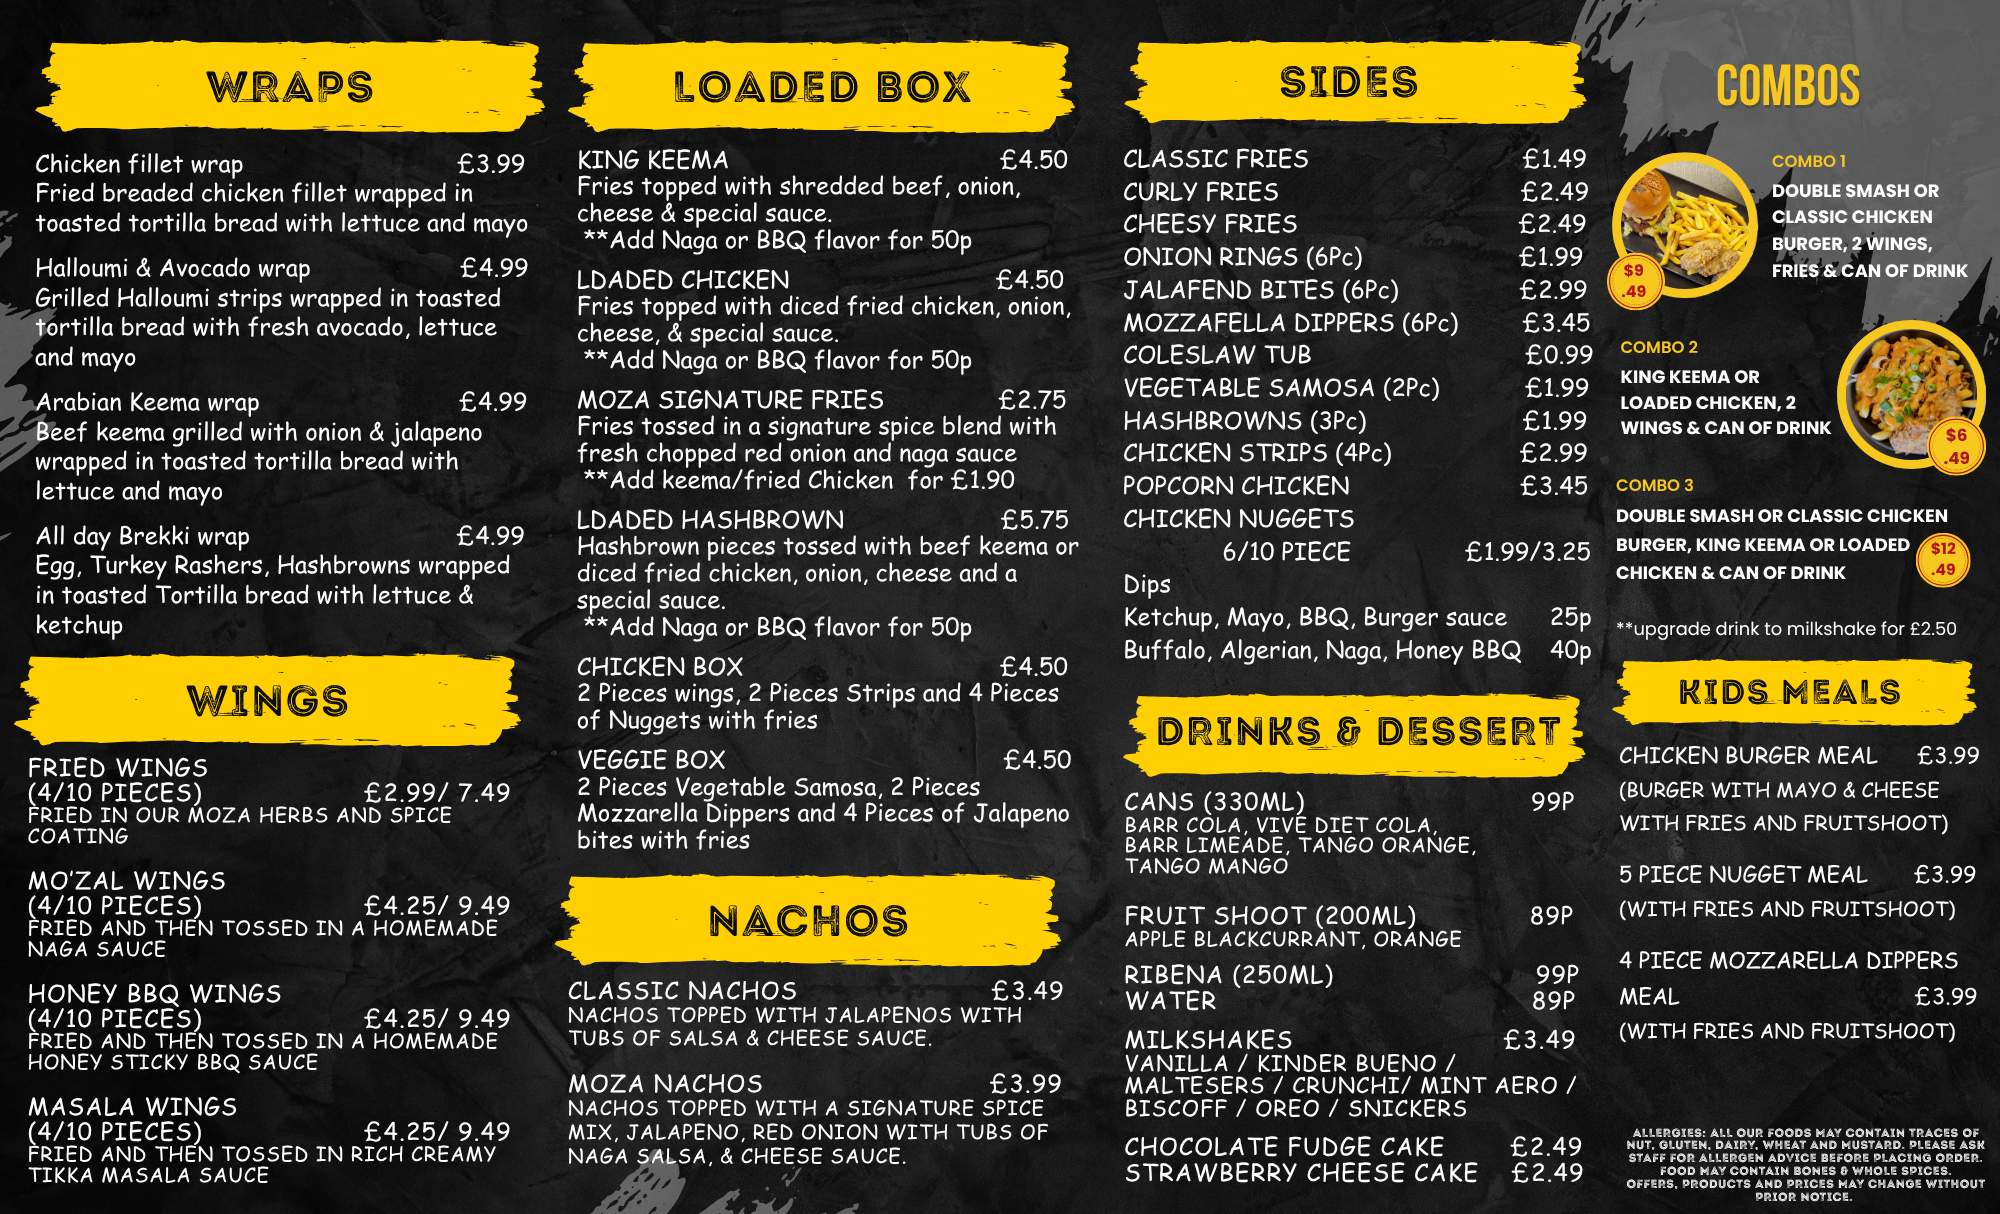 WRAPS
Chicken fillet wrap £3.99
Fried breaded chicken fillet wrapped in
toasted tortilla bread with lettuce and mayo
Halloumi & Avocado wrap £4.99
Grilled Halloumi strips wrapped in toasted
tortilla bread with fresh avocado, lettuce
and mayo
Arabian Keema wrap £4.99
Beef keema grilled with onion & jalapeno
wrapped in toasted tortilla bread with
lettuce and mayo
All day Brekki wrap £4.99
Egg, Turkey Rashers, Hashbrowns wrapped
in toasted Tortilla bread with lettuce &
ketchup
WINGS
FRIED WINGS
(4/10 PIECES) £2.99/ 7.49
FRIED IN OUR MOZA HERBS AND SPICE
COATING
MO'ZAL WINGS
(4/10 PIECES) £4.25/ 9.49
FRIED AND THEN TOSSED IN A HOMEMADE
NAGA SAUCE
HONEY BBQ WINGS
(4/10 PIECES) £4.25/ 9.49
FRIED AND THEN TOSSED IN A HOMEMADE
HONEY STICKY BBQ SAUCE
MASALA WINGS
(4/10 PIECES) £4.25/ 9.49
FRIED AND THEN TOSSED IN RICH CREAMY
TIKKA MASALA SAUCE
LOADED BOX
KING KEEMA £4.50
Fries topped with shredded beef, onion,
cheese & special sauce.
**Add Naga or BBQ flavor for 50p
LDADED CHICKEN £4.50
Fries topped with diced fried chicken, onion,
cheese, & special sauce.
**Add Naga or BBQ flavor for 50p
MOZA SIGNATURE FRIES £2.75
Fries tossed in a signature spice blend with
fresh chopped red onion and naga sauce
**Add keema/fried Chicken for £1.90
LDADED HASHBROWN £5.75
Hashbrown pieces tossed with beef keema or
diced fried chicken, onion, cheese and a
special sauce.
**Add Naga or BBQ flavor for 50p
CHICKEN BOX £4.50
2 Pieces wings, 2 Pieces Strips and 4 Pieces
of Nuggets with fries
VEGGIE BOX £4.50
2 Pieces Vegetable Samosa, 2 Pieces
Mozzarella Dippers and 4 Pieces of Jalapeno
bites with fries
NACHOS
CLASSIC NACHOS £3.49
NACHOS TOPPED WITH JALAPENOS WITH
TUBS OF SALSA & CHEESE SAUCE.
MOZA NACHOS £3.99
NACHOS TOPPED WITH A SIGNATURE SPICE
MIX, JALAPENO, RED ONION WITH TUBS OF
NAGA SALSA, & CHEESE SAUCE.
SIDES
CLASSIC FRIES £1.49
CURLY FRIES £2.49
CHEESY FRIES £2.49
ONION RINGS (6Pc) £1.99
JALAFEND BITES (6Pc) £2.99
MOZZAFELLA DIPPERS (6Pc) £3.45
COLESLAW TUB £0.99
VEGETABLE SAMOSA (2Pc) £1.99
HASHBROWNS (3Pc) £1.99
CHICKEN STRIPS (4Pc) £2.99
POPCORN CHICKEN £3.45
CHICKEN NUGGETS
6/10 PIECE £1.99/3.25
Dips
Ketchup, Mayo, BBQ, Burger sauce 25p
Buffalo, Algerian, Naga, Honey BBQ 40p
DRINKS & DESSERT
CANS (330ML) 99P
BARR COLA, VIVE DIET COLA,
BARR LIMEADE, TANGO ORANGE,
TANGO MANGO
FRUIT SHOOT (200ML) 89P
APPLE BLACKCURRANT, ORANGE
RIBENA (250ML) 99P
WATER 89P
MILKSHAKES £3.49
VANILLA / KINDER BUENO /
MALTESERS / CRUNCHI/ MINT AERO /
BISCOFF / OREO / SNICKERS
CHOCOLATE FUDGE CAKE £2.49
STRAWBERRY CHEESE CAKE £2.49
COMBOS
COMBO 1
DOUBLE SMASH OR
CLASSIC CHICKEN
BURGER, 2 WINGS,
FRIES & CAN OF DRINK
$9
.49
COMBO 2
KING KEEMA OR
LOADED CHICKEN, 2
WINGS & CAN OF DRINK
$6
.49
COMBO 3
DOUBLE SMASH OR CLASSIC CHICKEN
BURGER, KING KEEMA OR LOADED
CHICKEN & CAN OF DRINK
$12
.49
**upgrade drink to milkshake for £2.50
KIDS MEALS
CHICKEN BURGER MEAL £3.99
(BURGER WITH MAYO & CHEESE
WITH FRIES AND FRUITSHOOT)
5 PIECE NUGGET MEAL £3.99
(WITH FRIES AND FRUITSHOOT)
4 PIECE MOZZARELLA DIPPERS
MEAL £3.99
(WITH FRIES AND FRUITSHOOT)
ALLERGIES: ALL OUR FOODS MAY CONTAIN TRACES OF
NUT, GLUTEN, DAIRY, WHEAT AND MUSTARD. PLEASE ASK
STAFF FOR ALLERGEN ADVICE BEFORE PLACING ORDER.
FOOD MAY CONTAIN BONES & WHOLE SPICES.
OFFERS, PRODUCTS AND PRICES MAY CHANGE WITHOUT
PRIOR NOTICE.